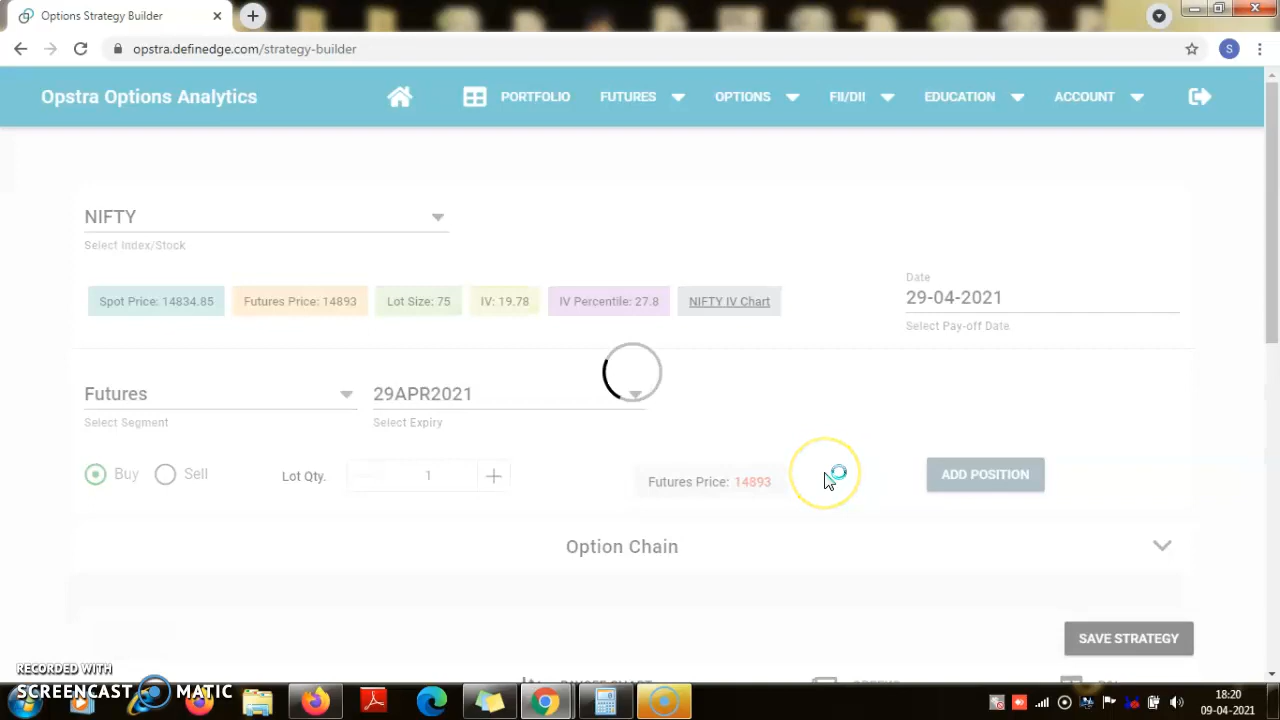 Options Strategy Builder
opstra.definedge.com/strategy-builder
S
Opstra Options Analytics
PORTFOLIO
FUTURES
OPTIONS
FII/DII
EDUCATION
ACCOUNT
NIFTY
Select Index/Stock
Spot Price: 14834.85
Futures Price: 14893
Lot Size: 75
IV: 19.78
IV Percentile: 27.8
NIFTY IV Chart
Date
29-04-2021
Select Pay-off Date
Futures
Select Segment
29APR2021
Select Expiry
Buy
Sell
Lot Qty.
1
Futures Price: 14893
ADD POSITION
Option Chain
SAVE STRATEGY
RECORDED WITH
SCREENCAST MATIC
18:20
09-04-2021